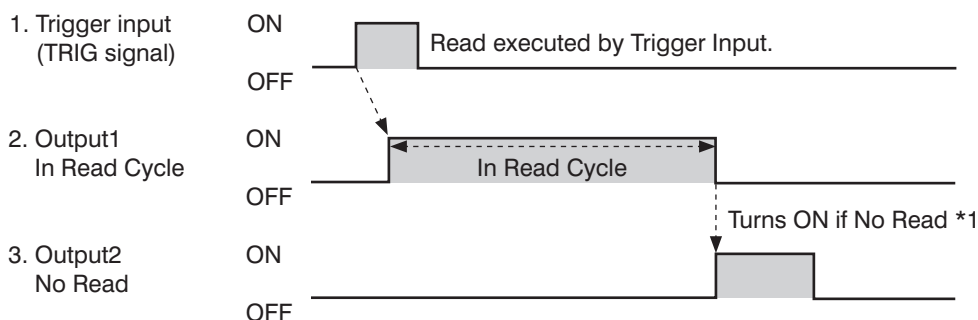 1. Trigger input
(TRIG signal)
ON
OFF
Read executed by Trigger Input.
2. Output1
In Read Cycle
ON
OFF
In Read Cycle
Turns ON if No Read *1
3. Output2
No Read
ON
OFF